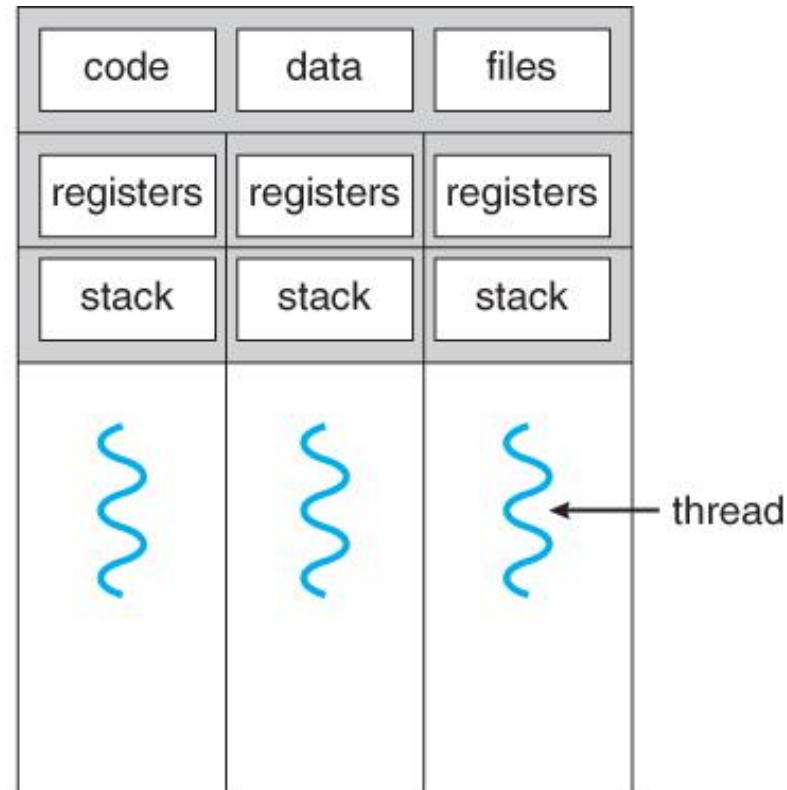 code data files
registers registers registers
stack stack stack
thread